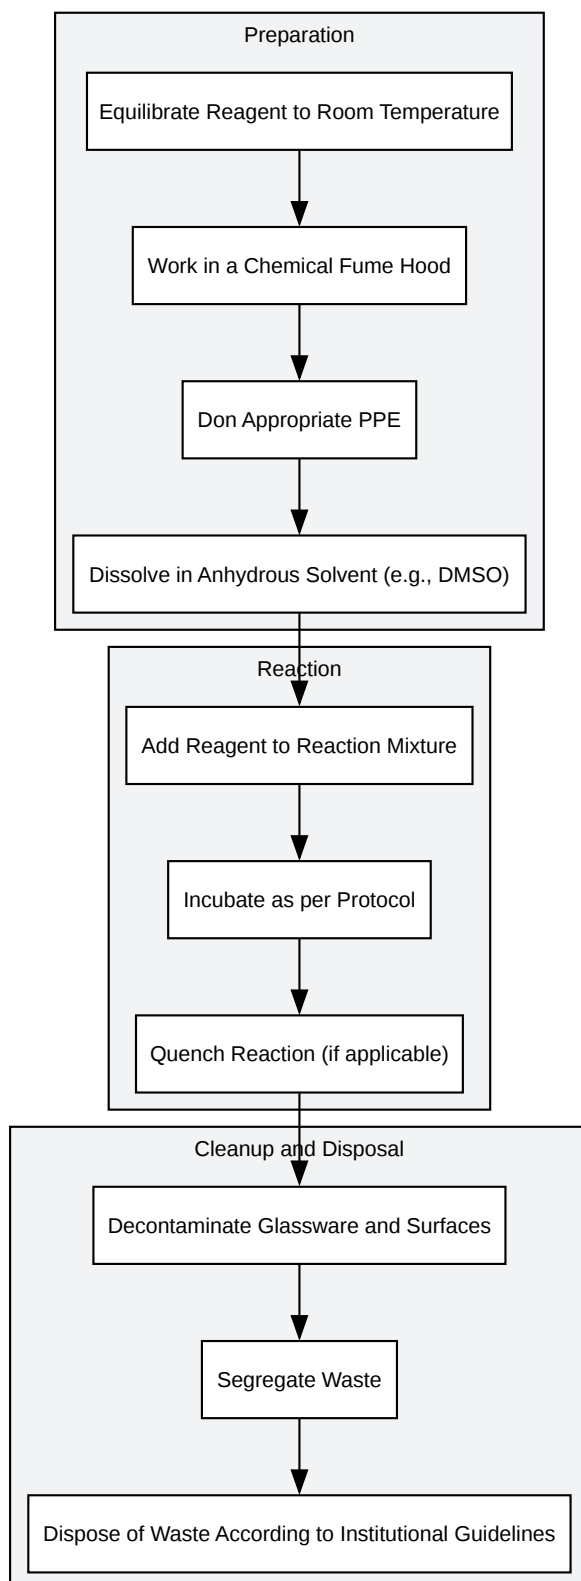 Preparation
Equilibrate Reagent to Room Temperature
Work in a Chemical Fume Hood
Don Appropriate PPE
Dissolve in Anhydrous Solvent (e.g., DMSO)
Reaction
Add Reagent to Reaction Mixture
Incubate as per Protocol
Quench Reaction (if applicable)
Cleanup and Disposal
Decontaminate Glassware and Surfaces
Segregate Waste
Dispose of Waste According to Institutional Guidelines